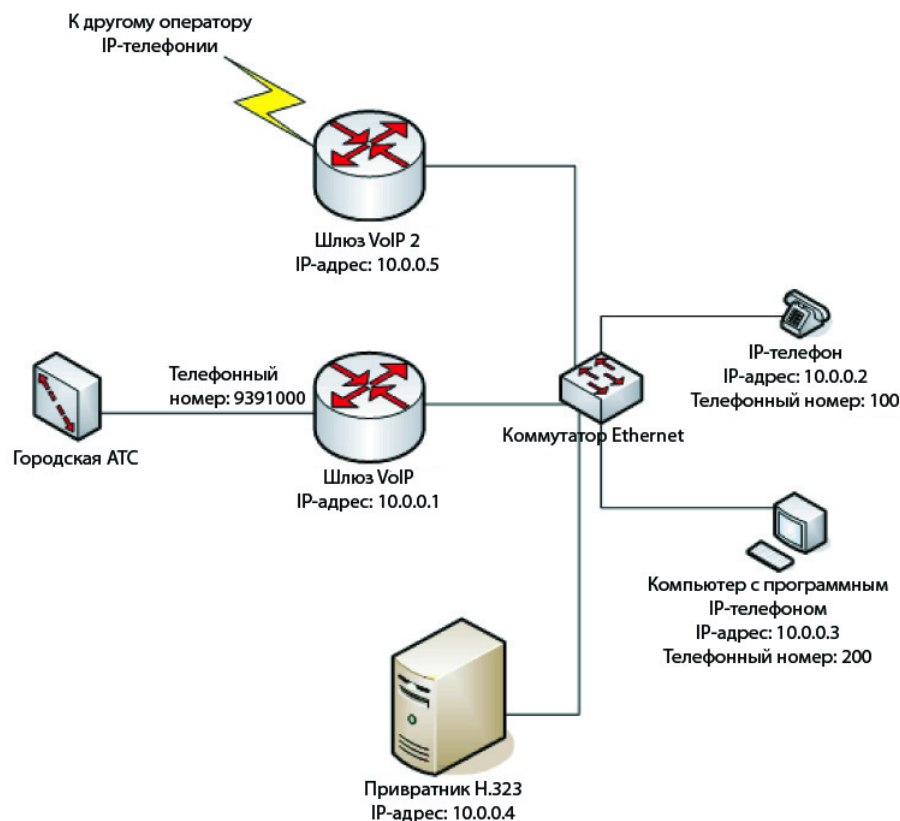 К другому оператору
IP-телефонии
Шлюз VoIP 2
IP-адрес: 10.0.0.5
Телефонный
номер: 9391000
Городская АТС
Шлюз VoIP
IP-адрес: 10.0.0.1
Коммутатор Ethernet
IP-телефон
IP-адрес: 10.0.0.2
Телефонный номер: 100
Компьютер с программным
IP-телефоном
IP-адрес: 10.0.0.3
Телефонный номер: 200
Привратник H.323
IP-адрес: 10.0.0.4